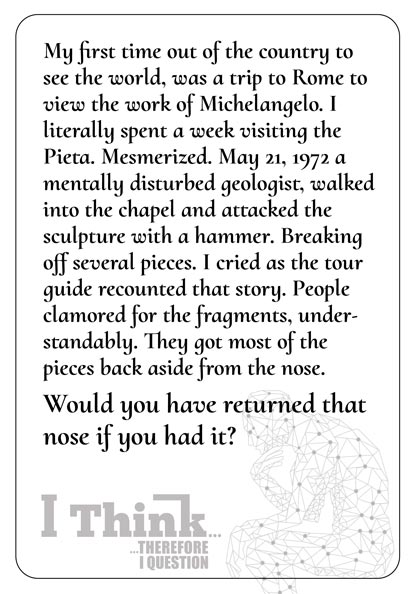 My first time out of the country to
see the world, was a trip to Rome to
view the work of Michelangelo. I
literally spent a week visiting the
Pieta. Mesmerized. May 21, 1972 a
mentally disturbed geologist, walked
into the chapel and attacked the
sculpture with a hammer. Breaking
off several pieces. I cried as the tour
guide recounted that story. People
clamored for the fragments, under-
standably. They got most of the
pieces back aside from the nose.
Would you have returned that
nose if you had it?
I Think...
...THEREFORE
I QUESTION